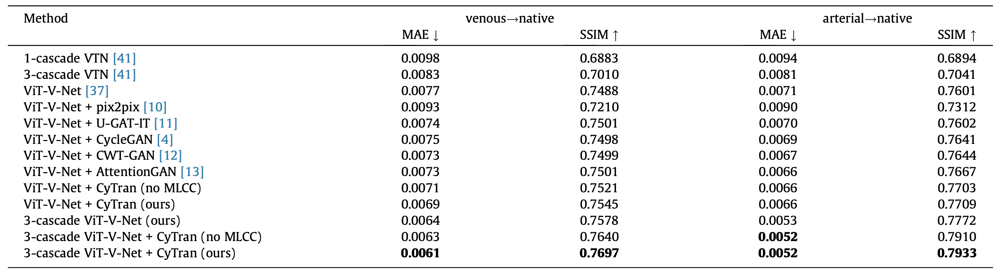 Method venous→native arterial→native
MAE ↓ SSIM ↑ MAE ↓ SSIM ↑
1-cascade VTN [41] 0.0098 0.6883 0.0094 0.6894
3-cascade VTN [41] 0.0083 0.7010 0.0081 0.7041
ViT-V-Net [37] 0.0077 0.7488 0.0071 0.7601
ViT-V-Net + pix2pix [10] 0.0093 0.7210 0.0090 0.7312
ViT-V-Net + U-GAT-IT [11] 0.0074 0.7501 0.0070 0.7602
ViT-V-Net + CycleGAN [4] 0.0075 0.7498 0.0069 0.7641
ViT-V-Net + CWT-GAN [12] 0.0073 0.7499 0.0067 0.7644
ViT-V-Net + AttentionGAN [13] 0.0073 0.7501 0.0066 0.7667
ViT-V-Net + CyTran (no MLCC) 0.0071 0.7521 0.0066 0.7703
ViT-V-Net + CyTran (ours) 0.0069 0.7545 0.0066 0.7709
3-cascade ViT-V-Net (ours) 0.0064 0.7578 0.0053 0.7772
3-cascade ViT-V-Net + CyTran (no MLCC) 0.0063 0.7640 0.0052 0.7910
3-cascade ViT-V-Net + CyTran (ours) 0.0061 0.7697 0.0052 0.7933